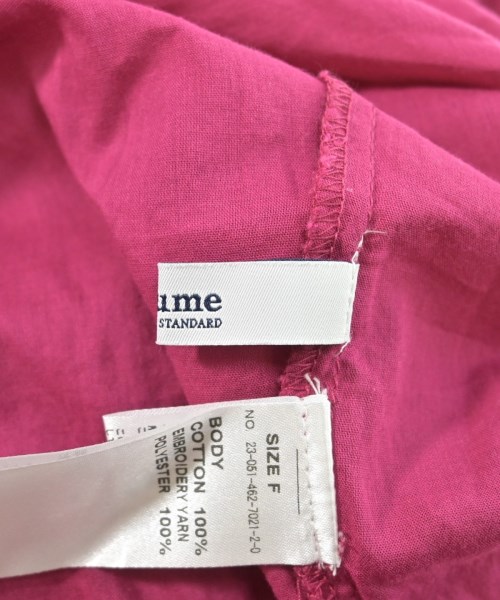 ume
STANDARD
SIZE F
NO. 23-051-462-7021-2-0
BODY
COTTON 100%
EMBROIDERY YARN
POLYESTER 100%